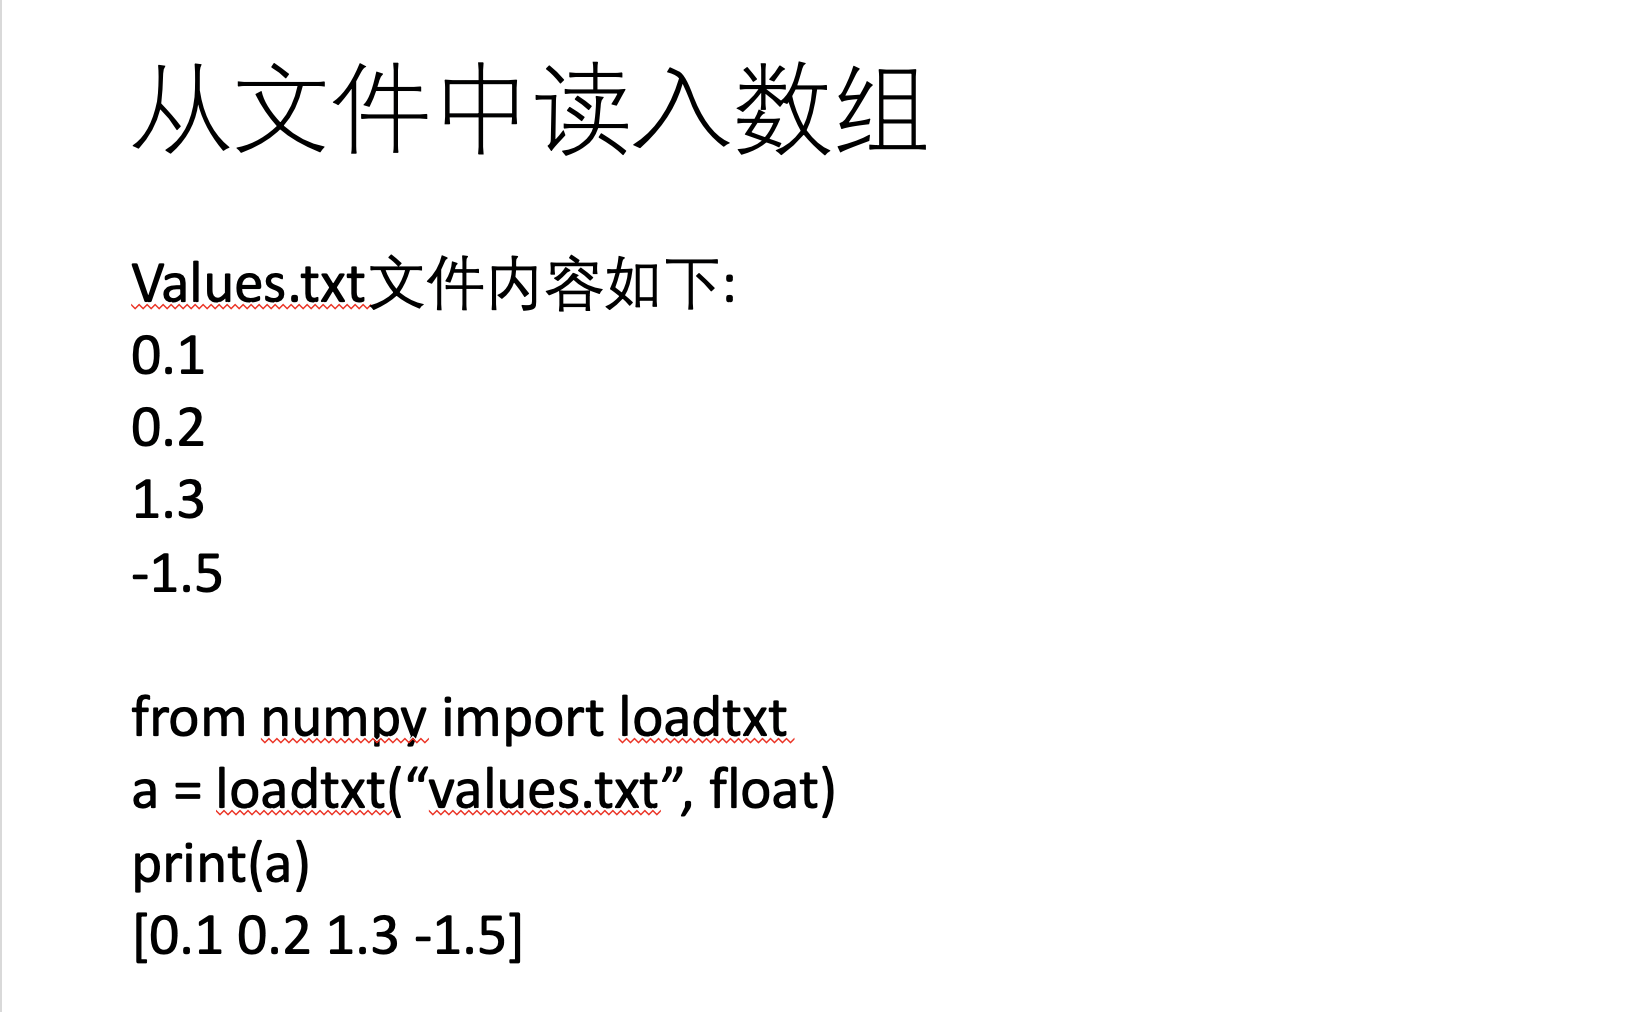 从文件中读入数组
Values.txt文件内容如下:
0.1
0.2
1.3
-1.5
from numpy import loadtxt
a = loadtxt(“values.txt”, float)
print(a)
[0.1 0.2 1.3 -1.5]